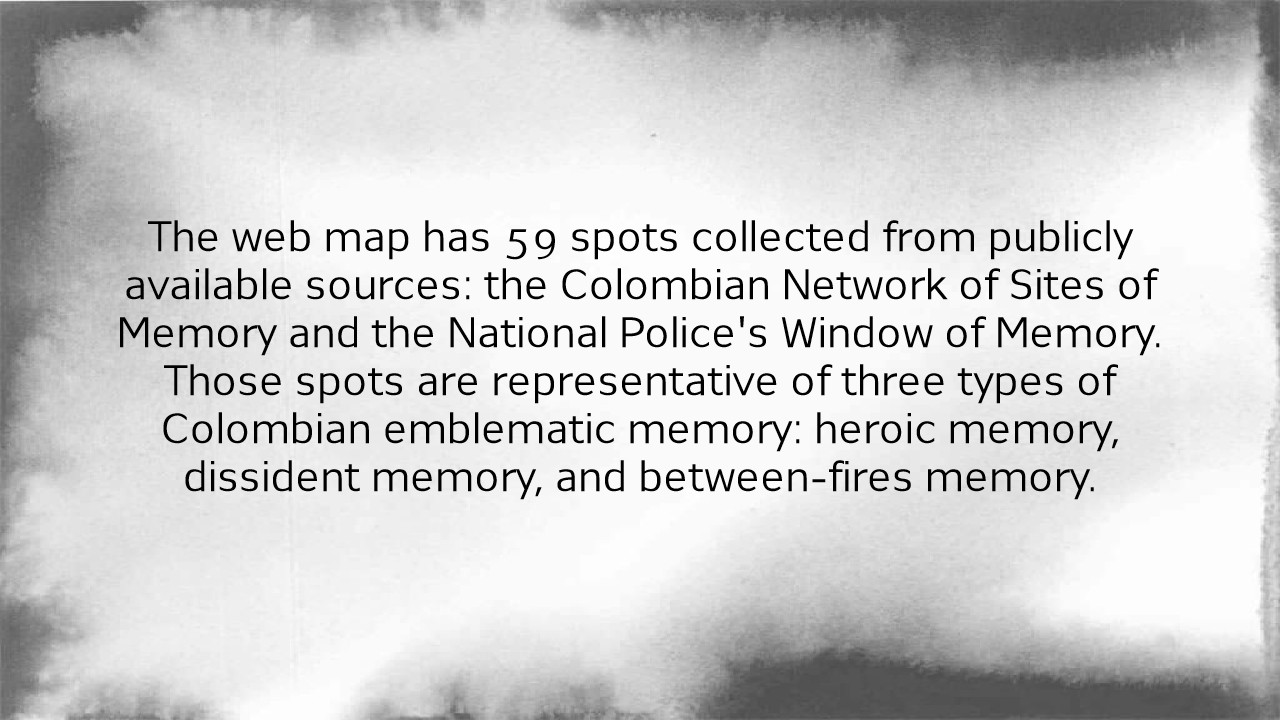 The web map has 59 spots collected from publicly
available sources: the Colombian Network of Sites of
Memory and the National Police's Window of Memory.
Those spots are representative of three types of
Colombian emblematic memory: heroic memory,
dissident memory, and between-fires memory.